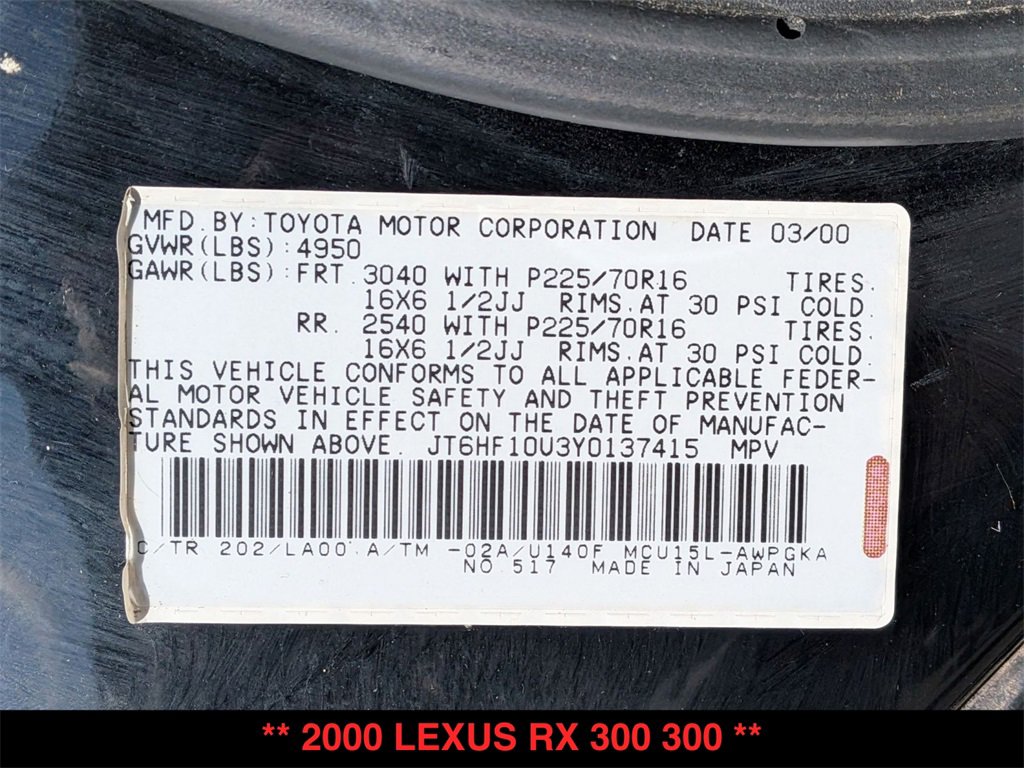 MFD. BY: TOYOTA MOTOR CORPORATION DATE 03/00
GVWR(LBS): 4950
GAWR(LBS): FRT. 3040 WITH P225/70R16 TIRES.
16X6 1/2JJ RIMS. AT 30 PSI COLD.
RR. 2540 WITH P225/70R16 TIRES.
16X6 1/2JJ RIMS. AT 30 PSI COLD.
THIS VEHICLE CONFORMS TO ALL APPLICABLE FEDER-
AL MOTOR VEHICLE SAFETY AND THEFT PREVENTION
STANDARDS IN EFFECT ON THE DATE OF MANUFAC-
TURE SHOWN ABOVE. JT6HF10U3Y0137415 MPV
C/TR 202/LA00 A/TM -02A/U140F MCU15L-AWPGKA
NO.517 MADE IN JAPAN
** 2000 LEXUS RX 300 300 **